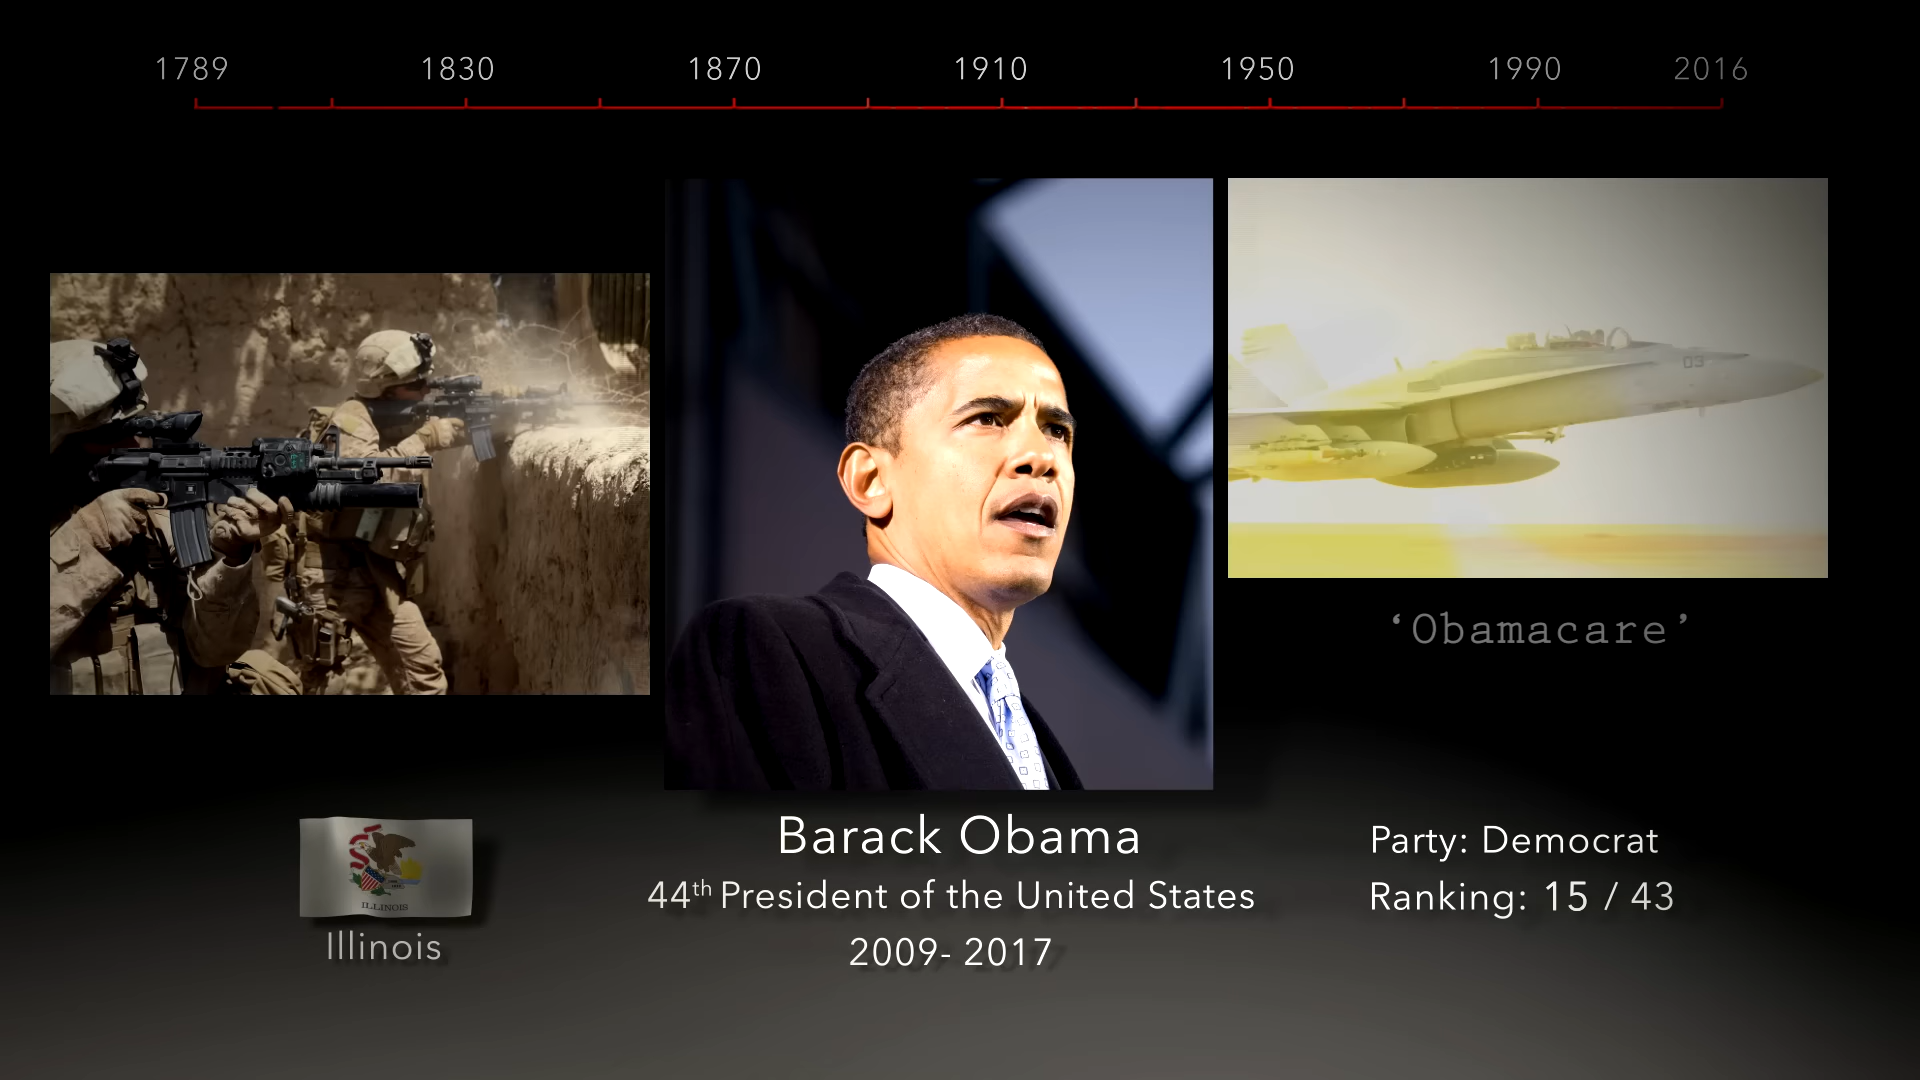 1789 1830 1870 1910 1950 1990 2016
03
‘Obamacare’
ILLINOIS
Illinois
Barack Obama
44th President of the United States
2009- 2017
Party: Democrat
Ranking: 15 / 43